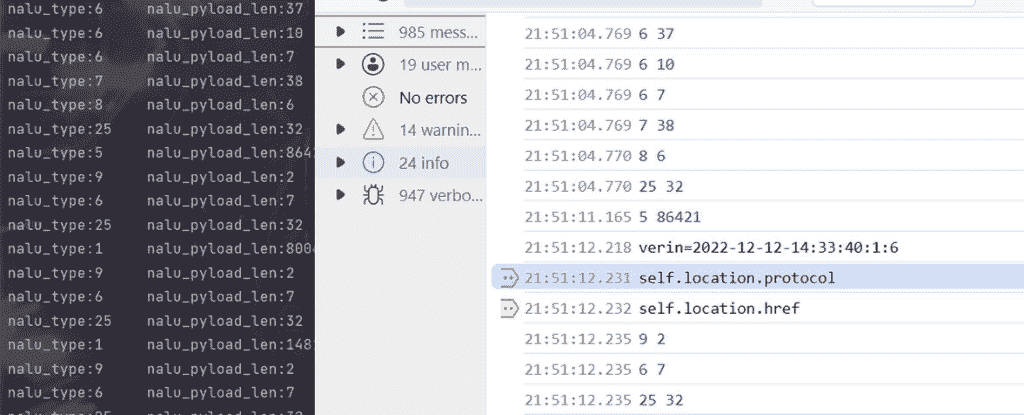 nalu_type:6 nalu_pyload_len:37
nalu_type:6 nalu_pyload_len:10
nalu_type:6 nalu_pyload_len:7
nalu_type:7 nalu_pyload_len:38
nalu_type:8 nalu_pyload_len:6
nalu_type:25 nalu_pyload_len:32
nalu_type:5 nalu_pyload_len:864
nalu_type:9 nalu_pyload_len:2
nalu_type:6 nalu_pyload_len:7
nalu_type:25 nalu_pyload_len:32
nalu_type:1 nalu_pyload_len:800
nalu_type:9 nalu_pyload_len:2
nalu_type:6 nalu_pyload_len:7
nalu_type:25 nalu_pyload_len:32
nalu_type:1 nalu_pyload_len:148
nalu_type:9 nalu_pyload_len:2
nalu_type:6 nalu_pyload_len:7
985 mess...
19 user m...
No errors
14 warnin...
24 info
947 verbo...
21:51:04.769 6 37
21:51:04.769 6 10
21:51:04.769 6 7
21:51:04.769 7 38
21:51:04.770 8 6
21:51:04.770 25 32
21:51:11.165 5 86421
21:51:12.218 verin=2022-12-12-14:33:40:1:6
21:51:12.231 self.location.protocol
21:51:12.232 self.location.href
21:51:12.235 9 2
21:51:12.235 6 7
21:51:12.235 25 32